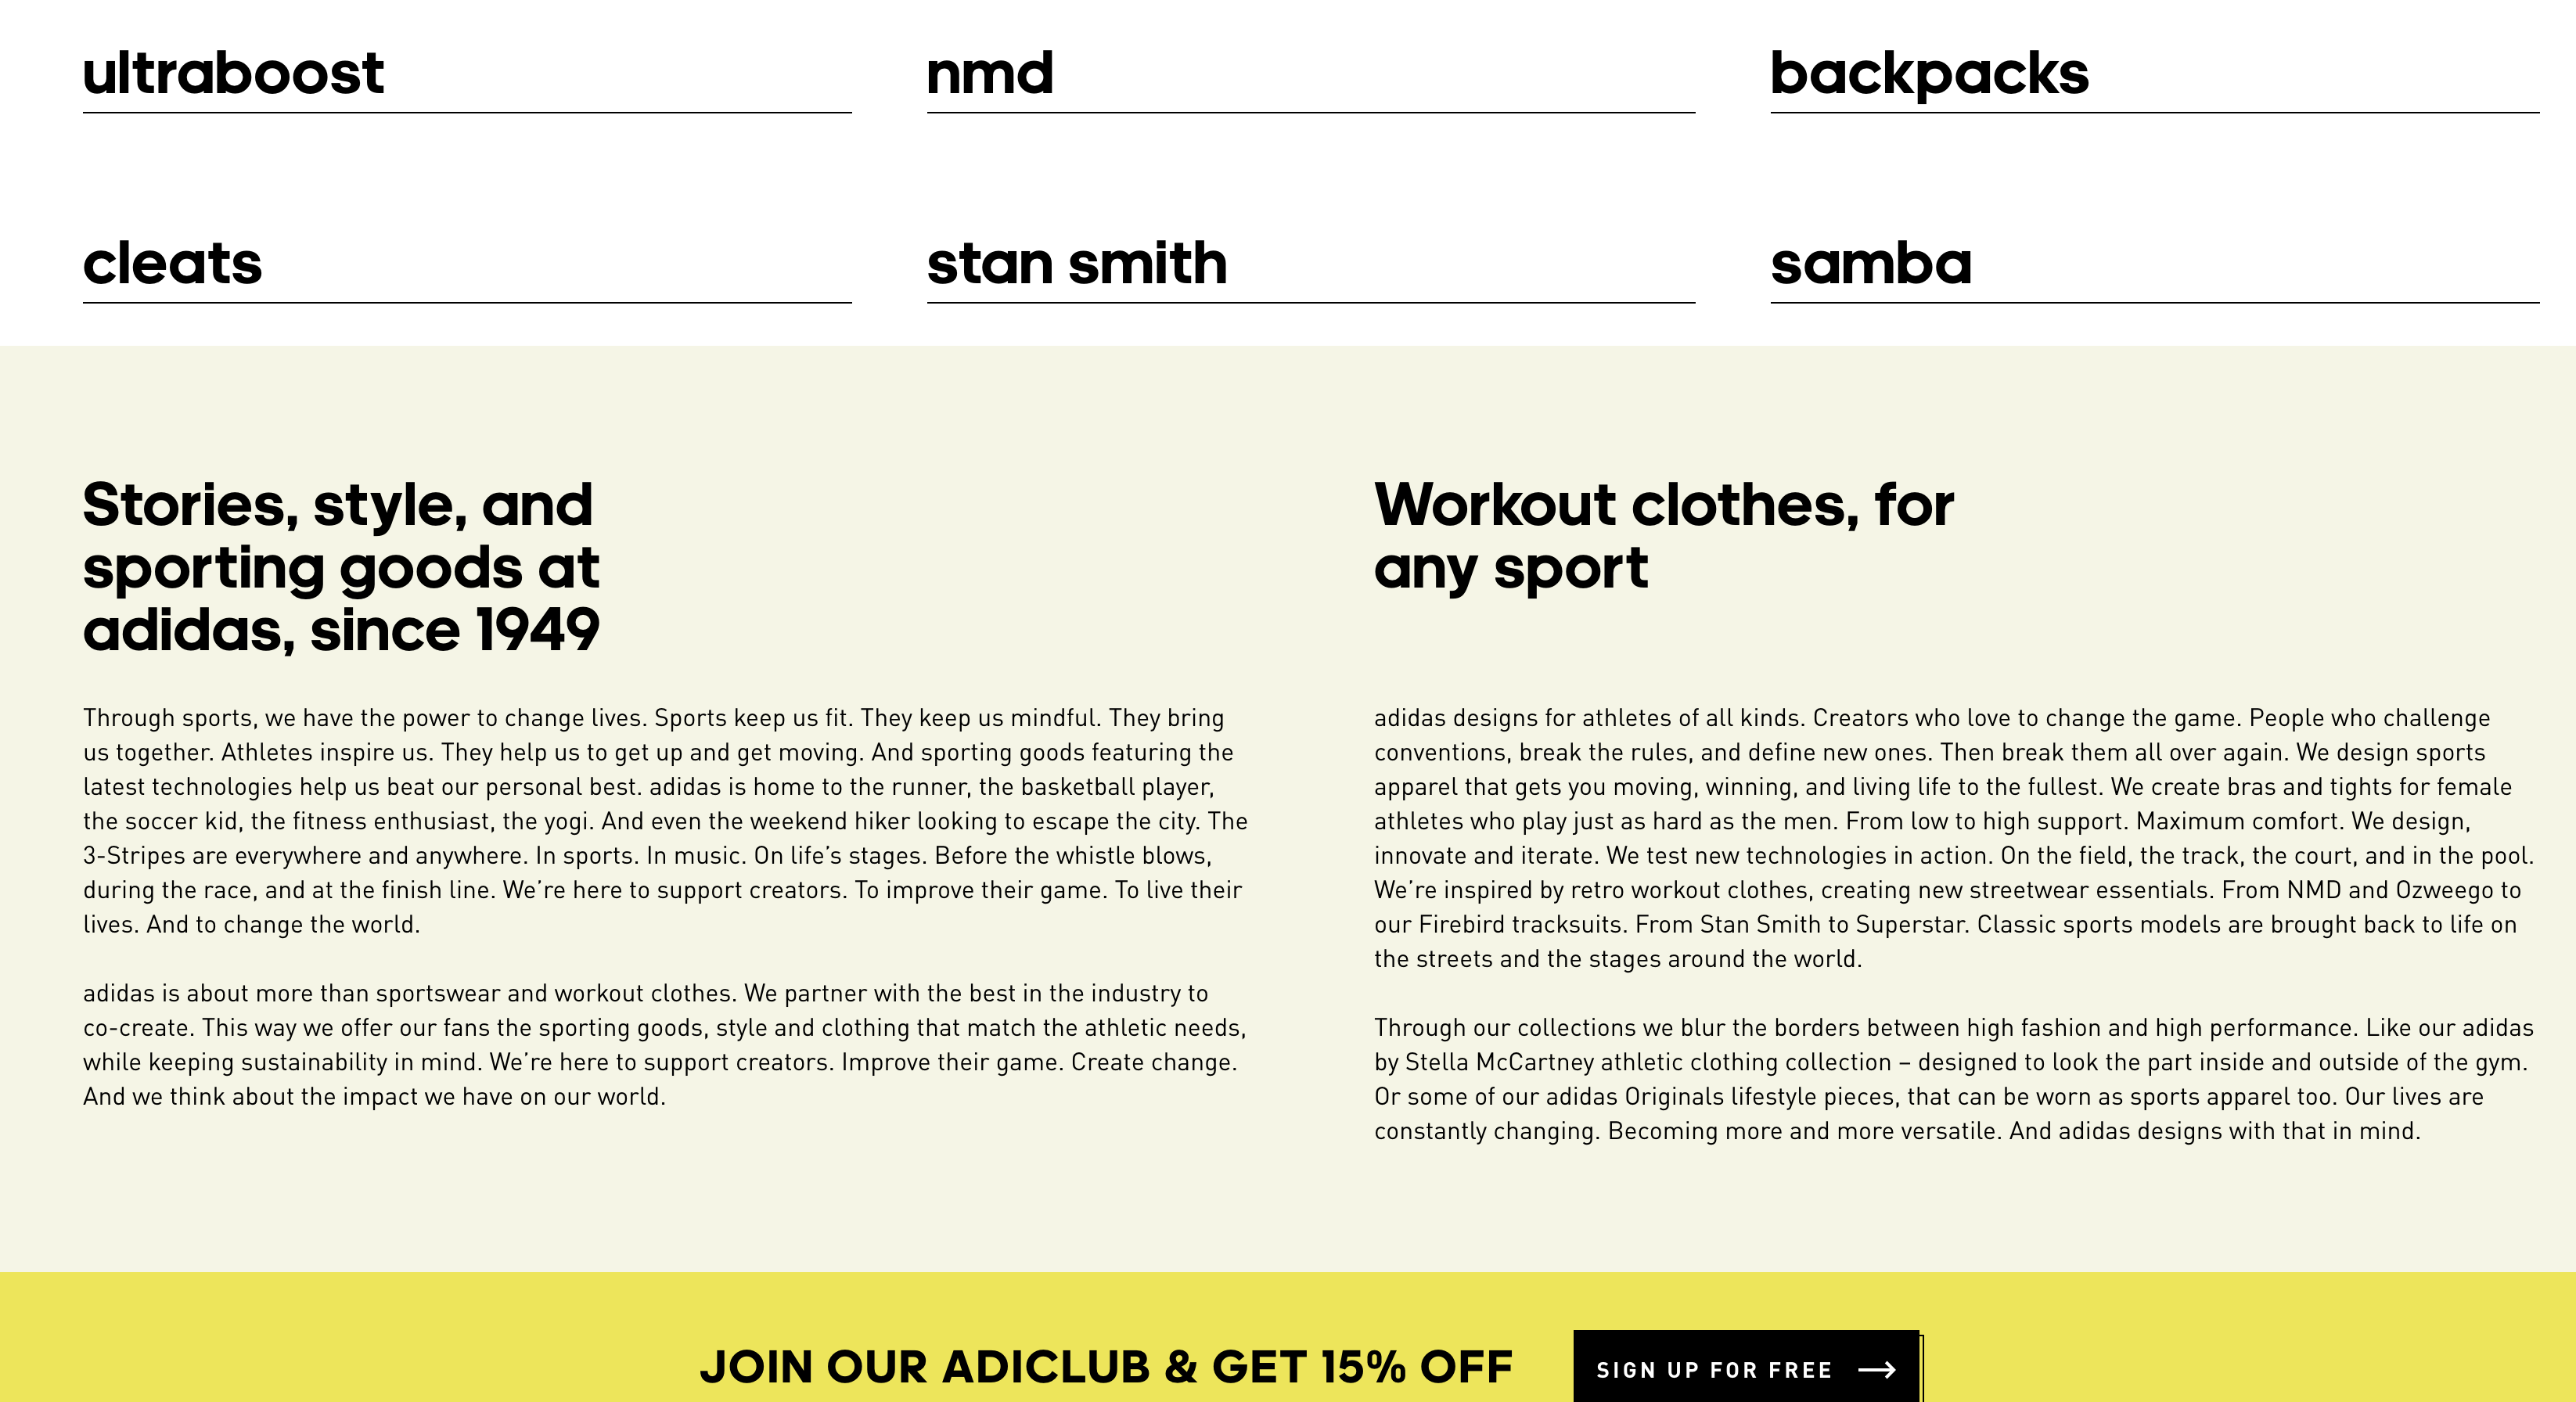 ultraboost
nmd
backpacks
cleats
stan smith
samba
Stories, style, and
sporting goods at
adidas, since 1949
Through sports, we have the power to change lives. Sports keep us fit. They keep us mindful. They bring
us together. Athletes inspire us. They help us to get up and get moving. And sporting goods featuring the
latest technologies help us beat our personal best. adidas is home to the runner, the basketball player,
the soccer kid, the fitness enthusiast, the yogi. And even the weekend hiker looking to escape the city. The
3-Stripes are everywhere and anywhere. In sports. In music. On life’s stages. Before the whistle blows,
during the race, and at the finish line. We’re here to support creators. To improve their game. To live their
lives. And to change the world.
adidas is about more than sportswear and workout clothes. We partner with the best in the industry to
co-create. This way we offer our fans the sporting goods, style and clothing that match the athletic needs,
while keeping sustainability in mind. We’re here to support creators. Improve their game. Create change.
And we think about the impact we have on our world.
Workout clothes, for
any sport
adidas designs for athletes of all kinds. Creators who love to change the game. People who challenge
conventions, break the rules, and define new ones. Then break them all over again. We design sports
apparel that gets you moving, winning, and living life to the fullest. We create bras and tights for female
athletes who play just as hard as the men. From low to high support. Maximum comfort. We design,
innovate and iterate. We test new technologies in action. On the field, the track, the court, and in the pool.
We’re inspired by retro workout clothes, creating new streetwear essentials. From NMD and Ozweego to
our Firebird tracksuits. From Stan Smith to Superstar. Classic sports models are brought back to life on
the streets and the stages around the world.
Through our collections we blur the borders between high fashion and high performance. Like our adidas
by Stella McCartney athletic clothing collection – designed to look the part inside and outside of the gym.
Or some of our adidas Originals lifestyle pieces, that can be worn as sports apparel too. Our lives are
constantly changing. Becoming more and more versatile. And adidas designs with that in mind.
JOIN OUR ADICLUB & GET 15% OFF
SIGN UP FOR FREE